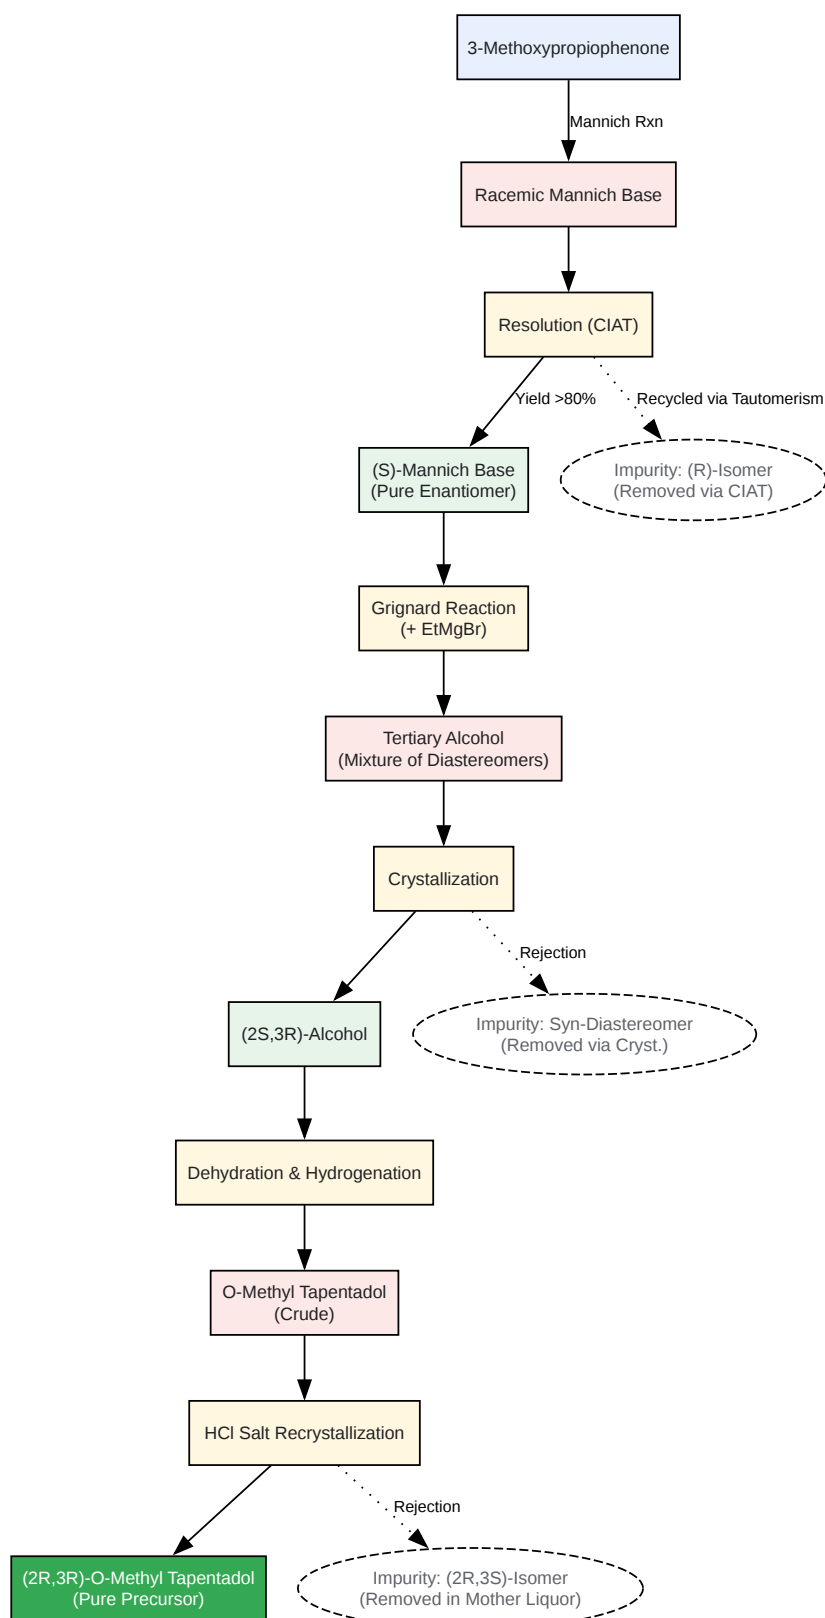 3-Methoxypropiophenone
Mannich Rxn
Racemic Mannich Base
Resolution (CIAT)
Yield >80%
Recycled via Tautomerism
(S)-Mannich Base
(Pure Enantiomer)
Impurity: (R)-Isomer
(Removed via CIAT)
Grignard Reaction
(+ EtMgBr)
Tertiary Alcohol
(Mixture of Diastereomers)
Crystallization
Rejection
(2S,3R)-Alcohol
Impurity: Syn-Diastereomer
(Removed via Cryst.)
Dehydration & Hydrogenation
O-Methyl Tapentadol
(Crude)
HCl Salt Recrystallization
Rejection
(2R,3R)-O-Methyl Tapentadol
(Pure Precursor)
Impurity: (2R,3S)-Isomer
(Removed in Mother Liquor)